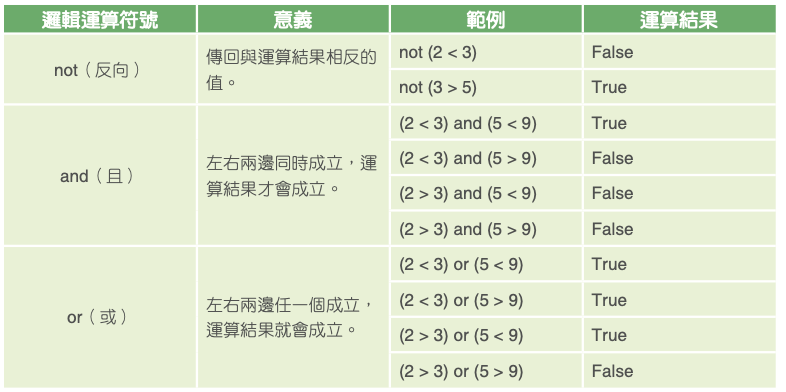 邏輯運算符號 意義 範例 運算結果
not（反向） 傳回與運算結果相反的
值。
not (2 < 3) False
not (3 > 5) True
and（且） 左右兩邊同時成立，運
算結果才會成立。
(2 < 3) and (5 < 9) True
(2 < 3) and (5 > 9) False
(2 > 3) and (5 < 9) False
(2 > 3) and (5 > 9) False
or（或） 左右兩邊任一個成立，
運算結果就會成立。
(2 < 3) or (5 < 9) True
(2 < 3) or (5 > 9) True
(2 > 3) or (5 < 9) True
(2 > 3) or (5 > 9) False